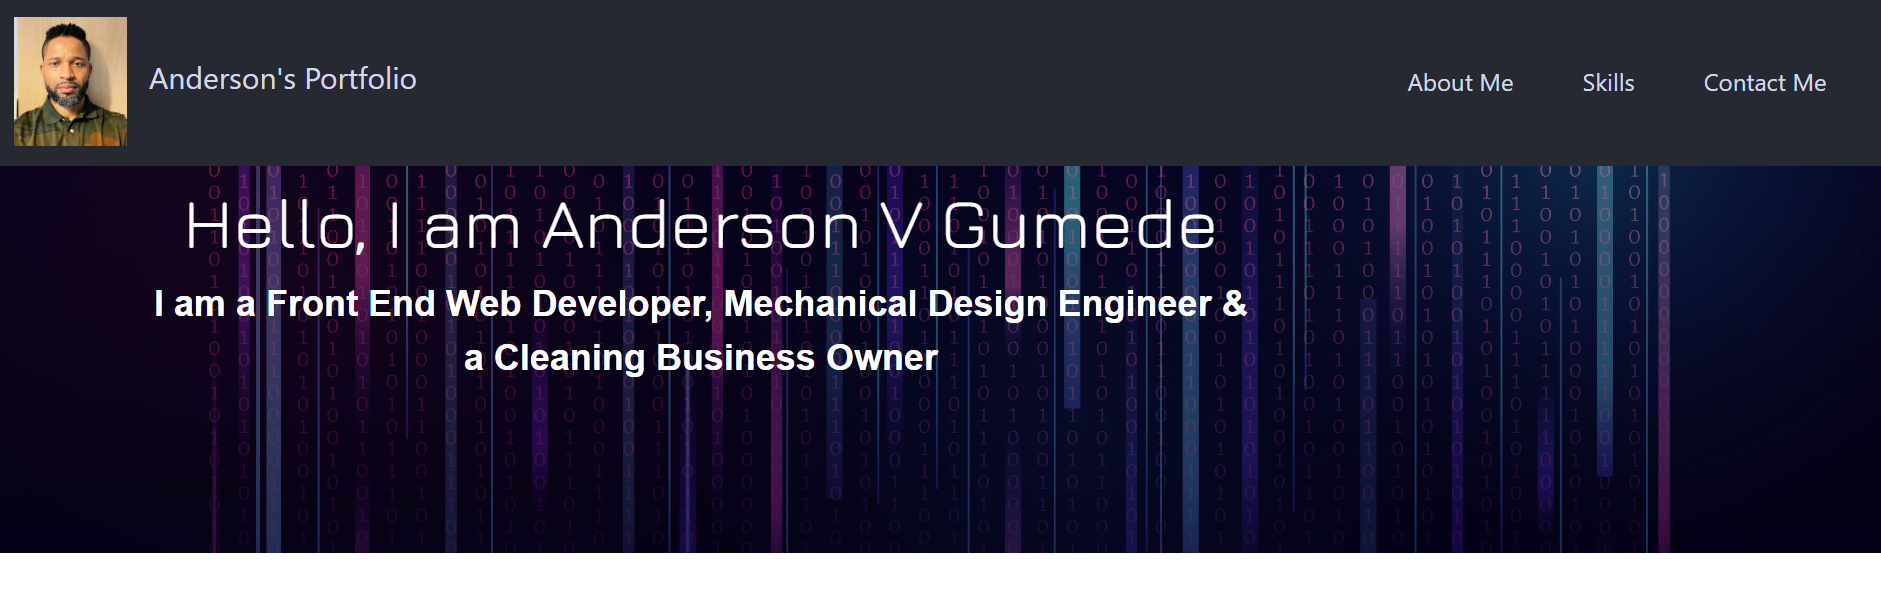 Anderson's Portfolio
About Me
Skills
Contact Me
Hello, I am Anderson V Gumede
I am a Front End Web Developer, Mechanical Design Engineer &
a Cleaning Business Owner